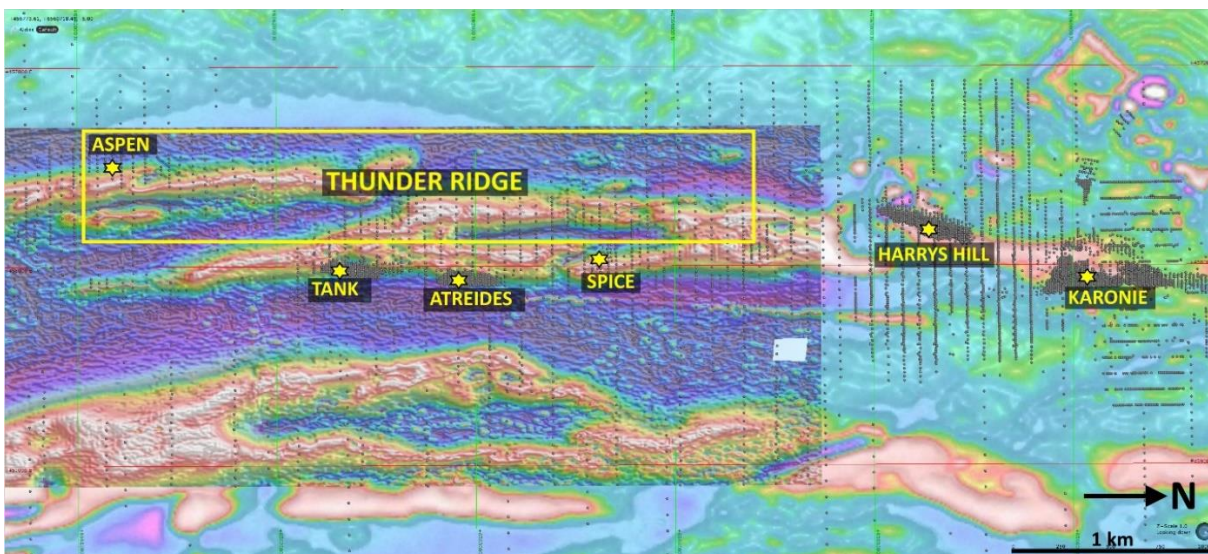 ASPEN
THUNDER RIDGE
HARRYS HILL
SPICE
TANK
ATREIDES
KARONIE
N
1 km